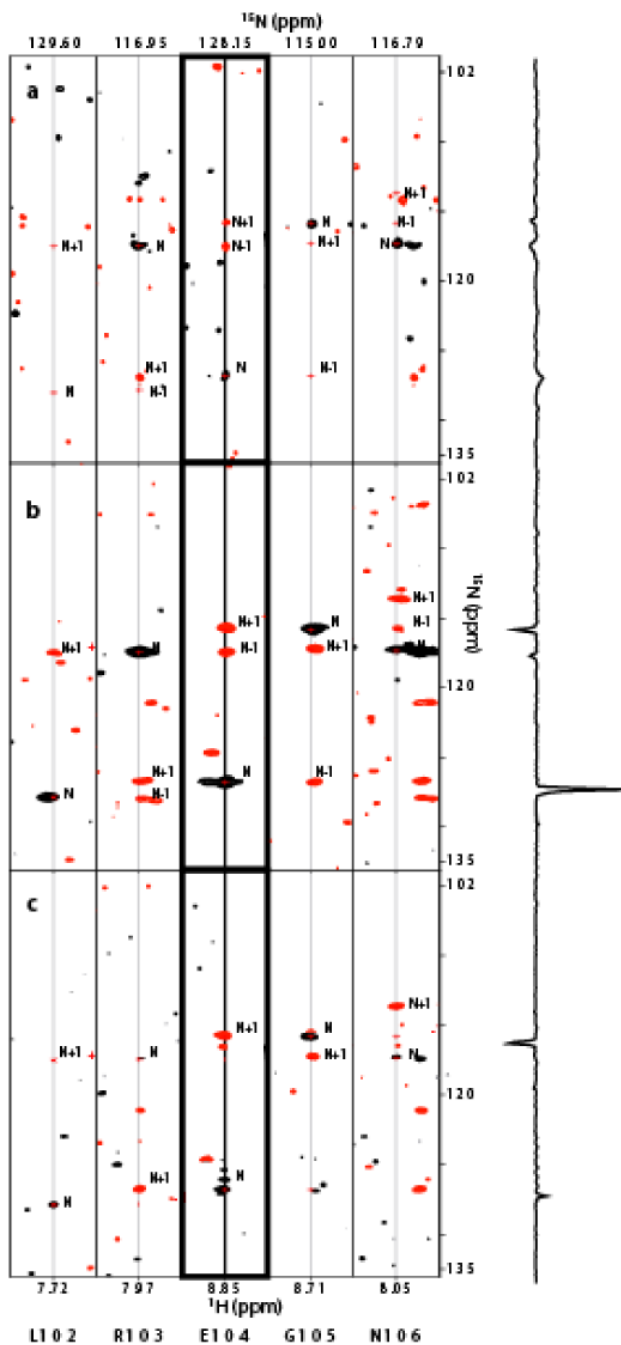 15N (ppm)
129.60 116.95 128.15 115.00 116.79
102
a
N+1
N+1
N-1
N+1 N N-1 N+1 N
120
N+1 N-1
N-1 N
N
135
102
b
15N (ppm)
N+1
N+1 N N-1
N+1 N N-1 N+1 N
120
N+1 N N-1
N N-1
135
102
c
N+1
N+1 N
N+1 N N+1 N
120
N+1 N
N
135
7.72 7.97 8.85 8.71 8.05
1H (ppm)
L102 R103 E104 G105 N106